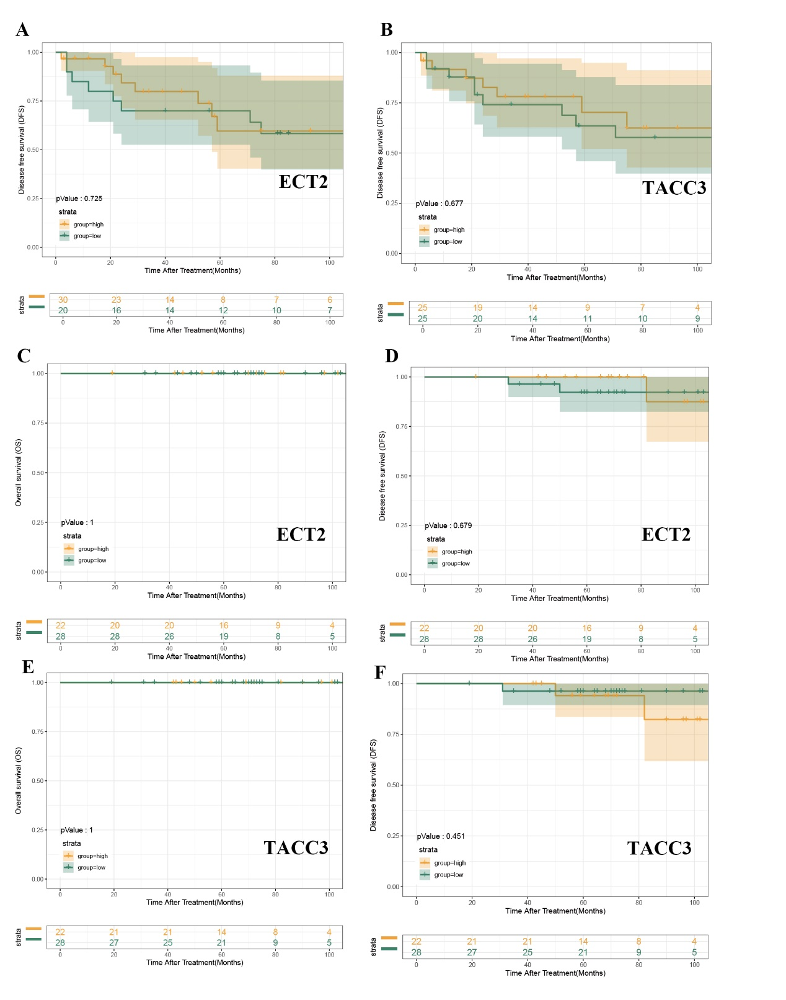 A
1.00
0.75
0.50
0.25
0.00
Disease free survival (DFS)
ECT2
pValue : 0.725
strata
group=high
group=low
0 20 40 60 80 100
Time After Treatment(Months)
strata
30 23 14 8 7 6
20 16 14 12 10 7
0 20 40 60 80 100
Time After Treatment(Months)
B
1.00
0.75
0.50
0.25
0.00
Disease free survival (DFS)
TACC3
pValue : 0.677
strata
group=high
group=low
0 20 40 60 80 100
Time After Treatment(Months)
strata
25 19 14 9 7 4
25 20 14 11 10 9
0 20 40 60 80 100
Time After Treatment(Months)
C
1.00
0.75
0.50
0.25
0.00
Overall survival (OS)
pValue : 1
ECT2
strata
group=high
group=low
0 20 40 60 80 100
Time After Treatment(Months)
strata
22 20 20 16 9 4
28 28 26 19 8 5
0 20 40 60 80 100
Time After Treatment(Months)
D
1.00
0.75
0.50
0.25
0.00
Disease free survival (DFS)
pValue : 0.679
ECT2
strata
group=high
group=low
0 20 40 60 80 100
Time After Treatment(Months)
strata
22 20 20 16 9 4
28 28 26 19 8 5
0 20 40 60 80 100
Time After Treatment(Months)
E
1.00
0.75
0.50
0.25
0.00
Overall survival (OS)
pValue : 1
TACC3
strata
group=high
group=low
0 20 40 60 80 100
Time After Treatment(Months)
strata
22 21 21 14 8 4
28 27 25 21 9 5
0 20 40 60 80 100
Time After Treatment(Months)
F
1.00
0.75
0.50
0.25
0.00
Disease free survival (DFS)
pValue : 0.451
TACC3
strata
group=high
group=low
0 20 40 60 80 100
Time After Treatment(Months)
strata
22 21 21 14 8 4
28 27 25 21 9 5
0 20 40 60 80 100
Time After Treatment(Months)